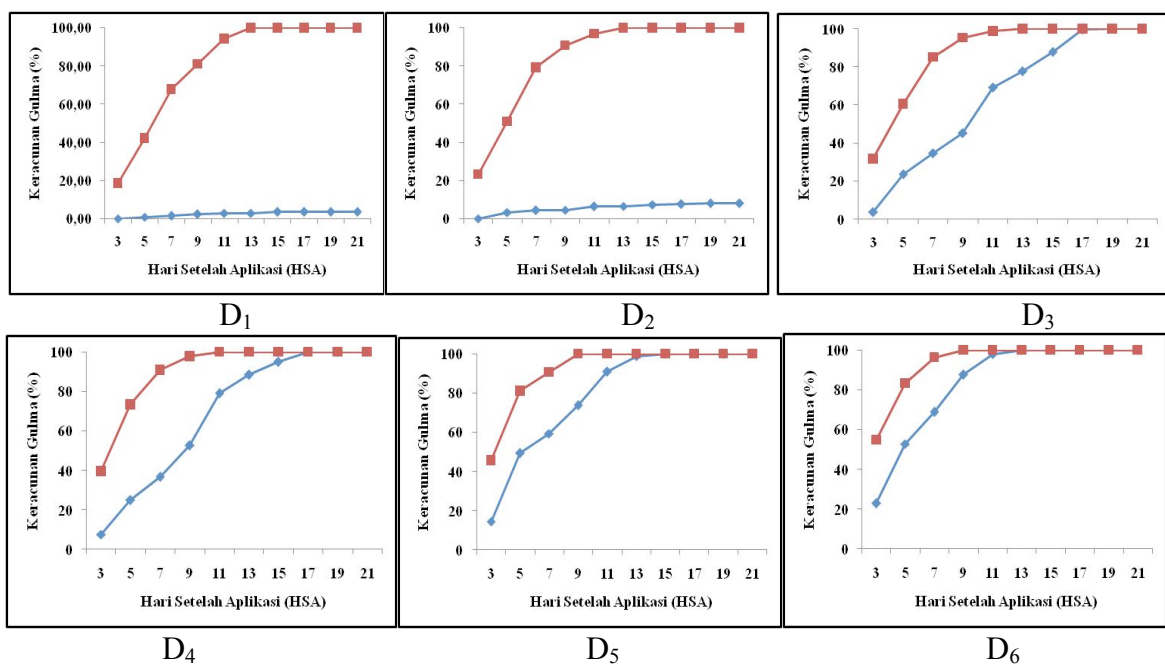 Keracunan Gulma (%)
100,00
80,00
60,00
40,00
20,00
0,00
3 5 7 9 11 13 15 17 19 21
Hari Setelah Aplikasi (HSA)
D₁
Keracunan Gulma (%)
100
80
60
40
20
0
3 5 7 9 11 13 15 17 19 21
Hari Setelah Aplikasi (HSA)
D₂
Keracunan Gulma (%)
100
80
60
40
20
0
3 5 7 9 11 13 15 17 19 21
Hari Setelah Aplikasi (HSA)
D₃
Keracunan Gulma (%)
100
80
60
40
20
0
3 5 7 9 11 13 15 17 19 21
Hari Setelah Aplikasi (HSA)
D₄
Keracunan Gulma (%)
100
80
60
40
20
0
3 5 7 9 11 13 15 17 19 21
Hari Setelah Aplikasi (HSA)
D₅
Keracunan Gulma (%)
100
80
60
40
20
0
3 5 7 9 11 13 15 17 19 21
Hari Setelah Aplikasi (HSA)
D₆